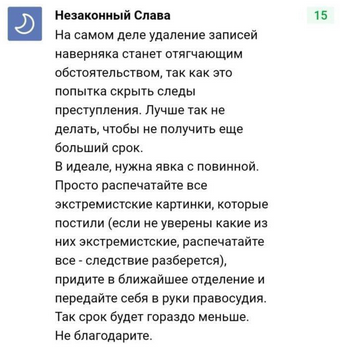 Незаконный Слава
15
На самом деле удаление записей
наверняка станет отягчающим
обстоятельством, так как это
попытка скрыть следы
преступления. Лучше так не
делать, чтобы не получить еще
больший срок.
В идеале, нужна явка с повинной.
Просто распечатайте все
экстремистские картинки, которые
постили (если не уверены какие из
них экстремистские, распечатайте
все - следствие разберется),
придите в ближайшее отделение и
передайте себя в руки правосудия.
Так срок будет гораздо меньше.
Не благодарите.